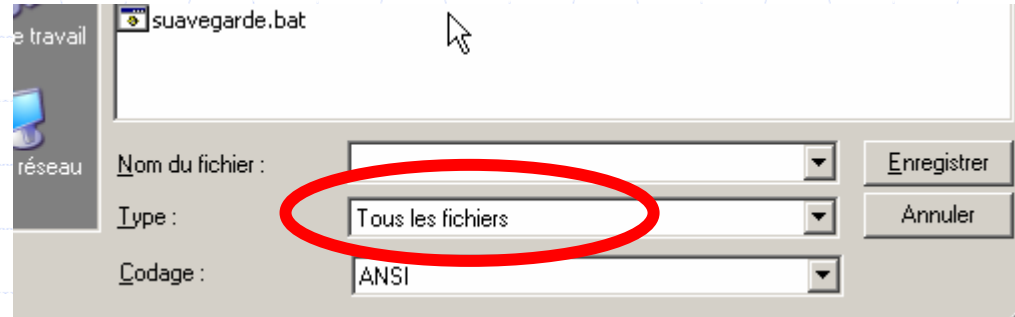 suavegarde.bat
e travail
réseau
Nom du fichier :
Enregistrer
Type :
Tous les fichiers
Annuler
Codage :
ANSI